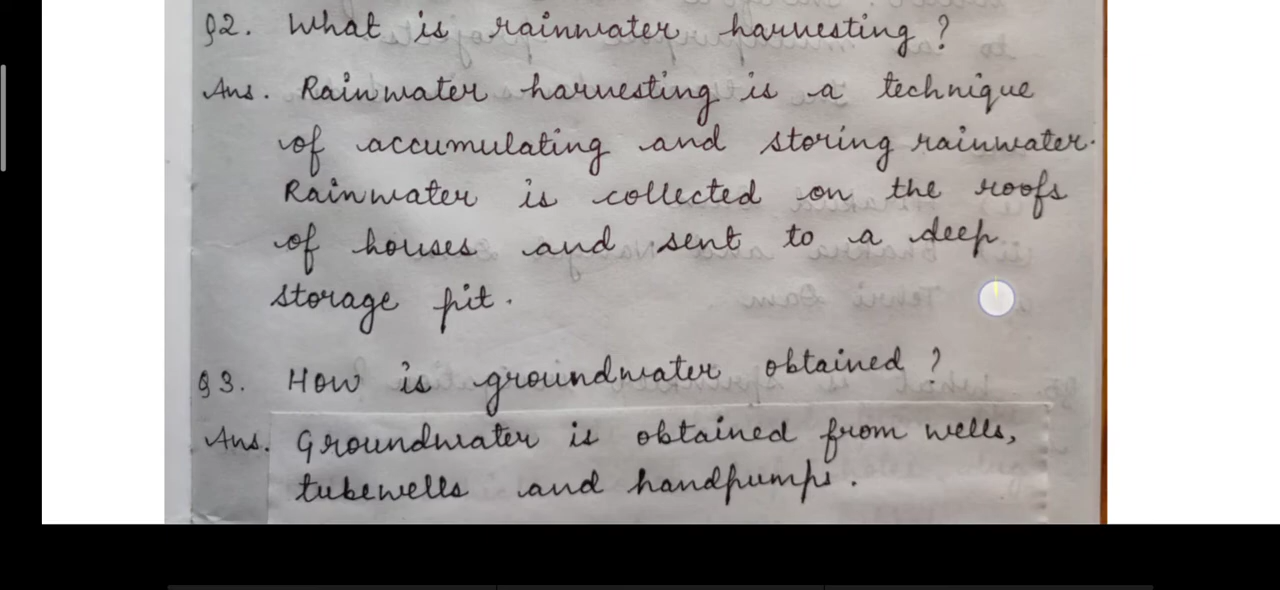 Q2. What is rainwater harvesting ?
Ans. Rainwater harvesting is a technique
of accumulating and storing rainwater.
Rainwater is collected on the roofs
of houses and sent to a deep
storage pit.
Q3. How is groundwater obtained ?
Ans. Groundwater is obtained from wells,
tubewells and handpumps.